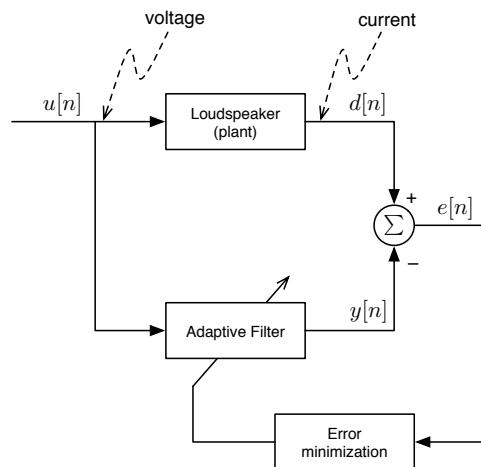 voltage
current
u[n]
Loudspeaker
(plant)
d[n]
+
Σ
e[n]
−
Adaptive Filter
y[n]
Error
minimization